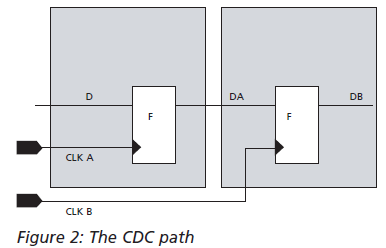 D
DA
DB
F
F
CLK A
CLK B
Figure 2: The CDC path